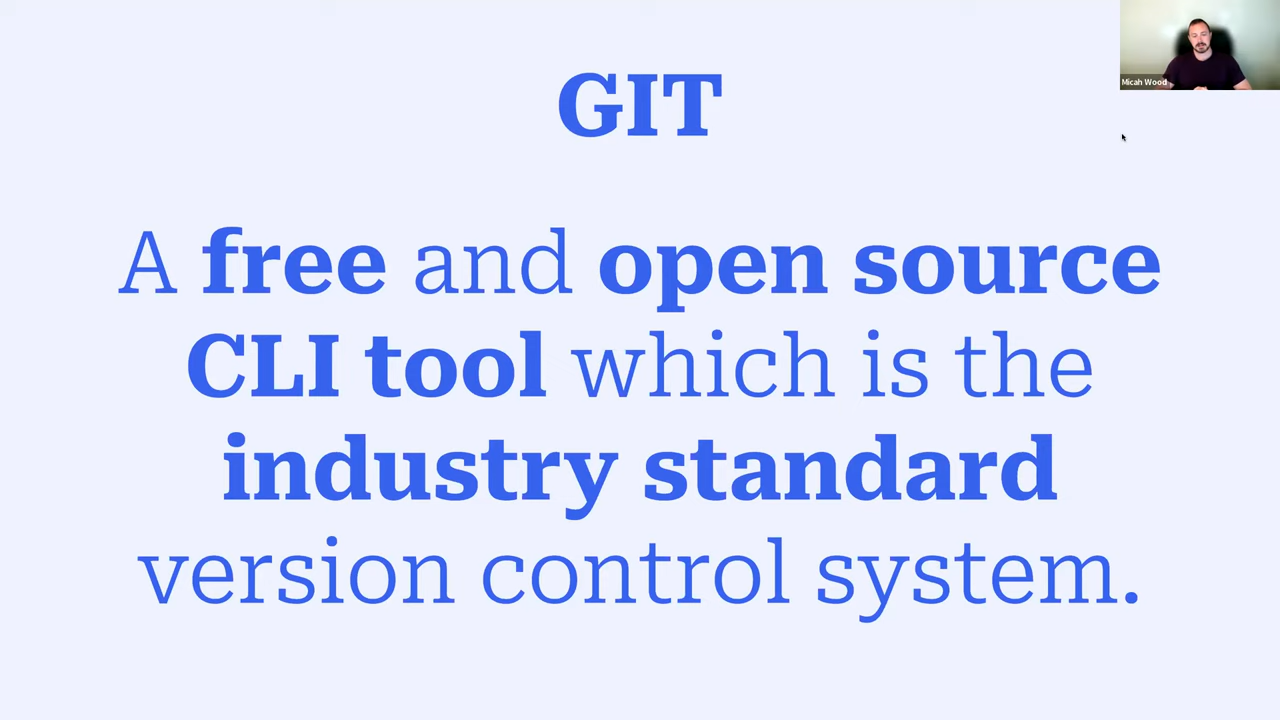 GIT
A free and open source
CLI tool which is the
industry standard
version control system.
Micah Wood